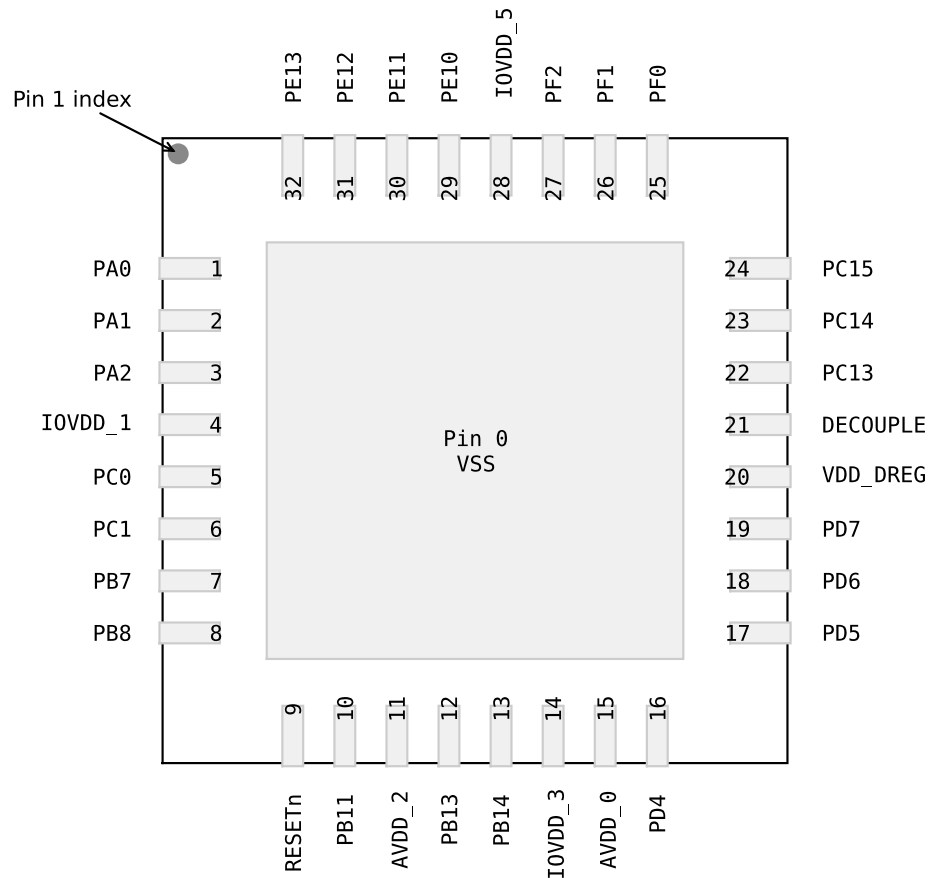 PE13
PE12
PE11
PE10
IOVDD_5
PF2
PF1
PF0
Pin 1 index
32
31
30
29
28
27
26
25
PA0 1
PA1 2
PA2 3
IOVDD_1 4
PC0 5
PC1 6
PB7 7
PB8 8
Pin 0
VSS
24 PC15
23 PC14
22 PC13
21 DECOUPLE
20 VDD_DREG
19 PD7
18 PD6
17 PD5
9
10
11
12
13
14
15
16
RESETn
PB11
AVDD_2
PB13
PB14
IOVDD_3
AVDD_0
PD4